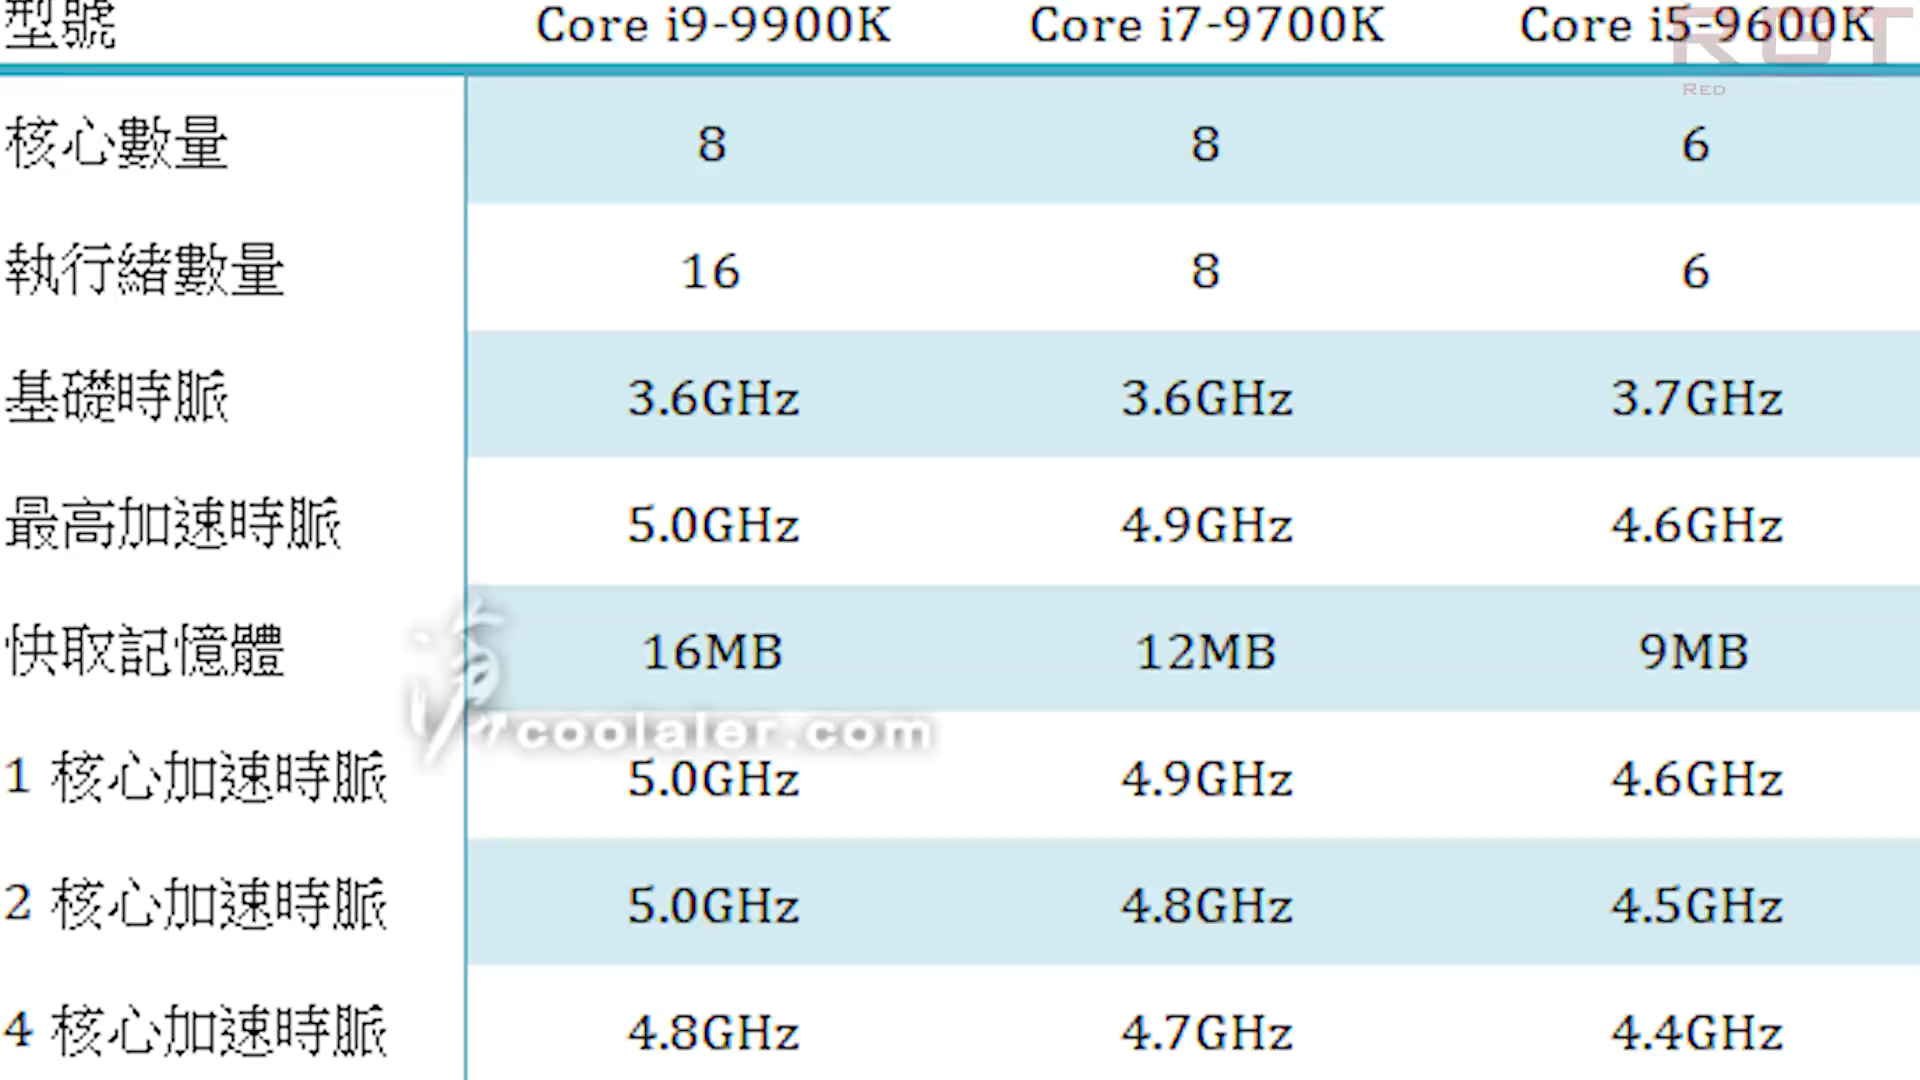 型號 Core i9-9900K Core i7-9700K Core i5-9600K
RGT
RED
核心數量 8 8 6
執行緒數量 16 8 6
基礎時脈 3.6GHz 3.6GHz 3.7GHz
最高加速時脈 5.0GHz 4.9GHz 4.6GHz
快取記憶體 16MB 12MB 9MB
coolaler.com
1 核心加速時脈 5.0GHz 4.9GHz 4.6GHz
2 核心加速時脈 5.0GHz 4.8GHz 4.5GHz
4 核心加速時脈 4.8GHz 4.7GHz 4.4GHz